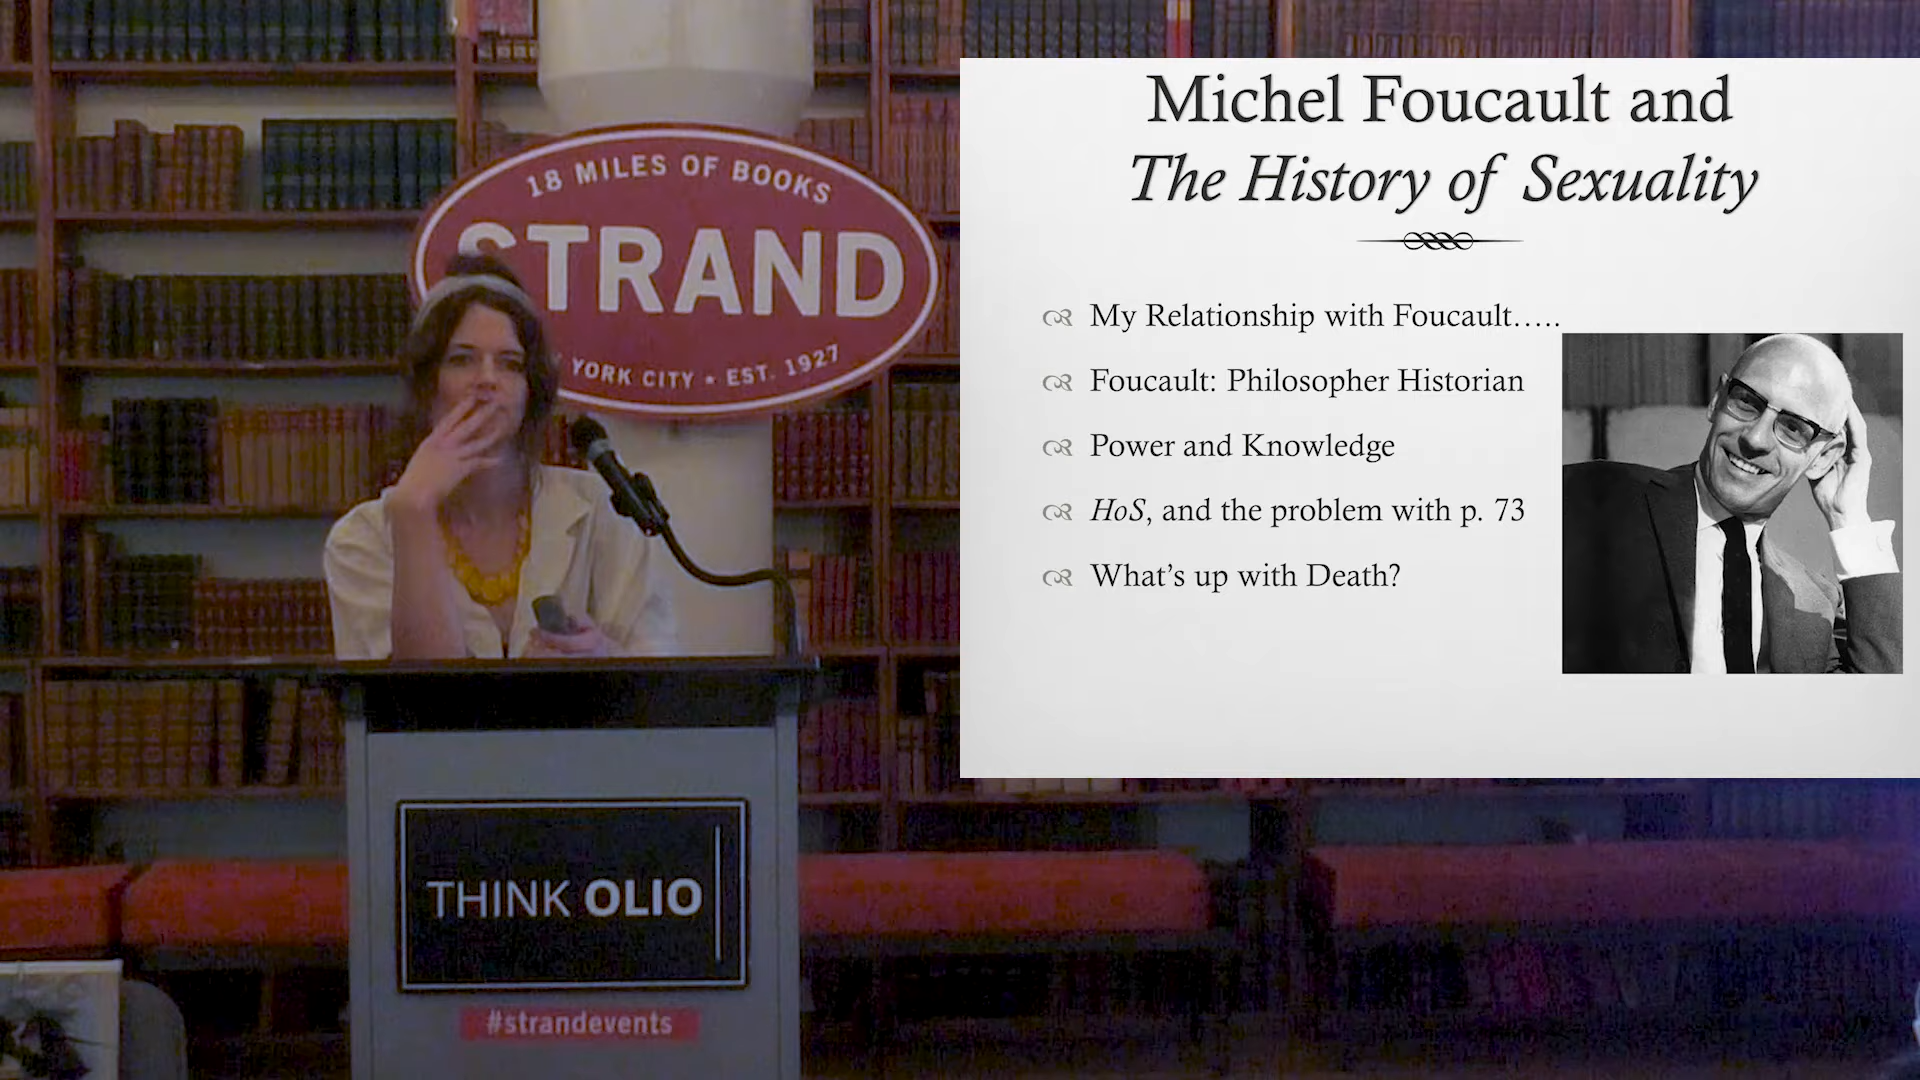 18 MILES OF BOOKS
STRAND
YORK CITY • EST. 1927
THINK OLIO
#strandevents
Michel Foucault and
The History of Sexuality
My Relationship with Foucault…..
Foucault: Philosopher Historian
Power and Knowledge
HoS, and the problem with p. 73
What's up with Death?